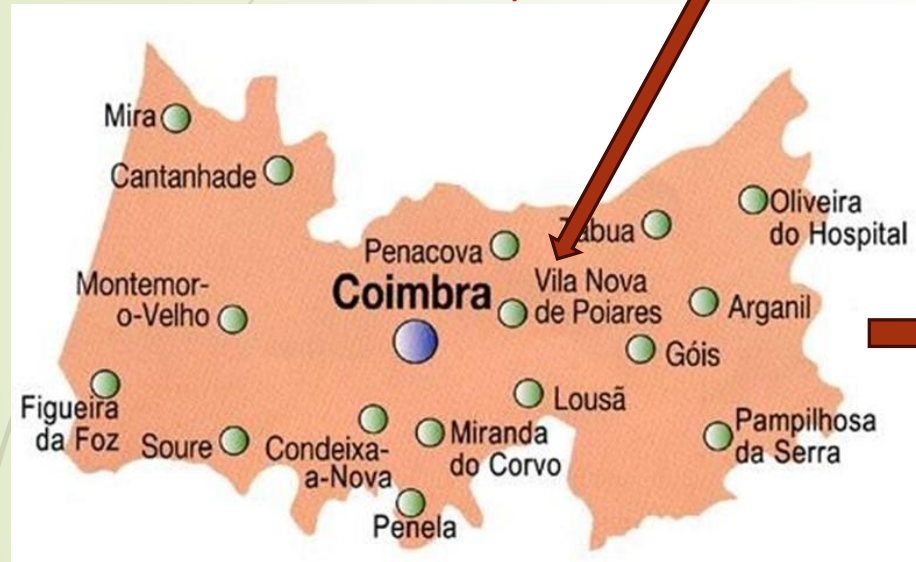 Mira
Cantanhade
Oliveira
do Hospital
Tábua
Penacova
Vila Nova
de Poiares
Coimbra
Montemor-
o-Velho
Arganil
Góis
Figueira
da Foz
Lousã
Soure
Condeixa-
a-Nova
Miranda
do Corvo
Pampilhosa
da Serra
Penela